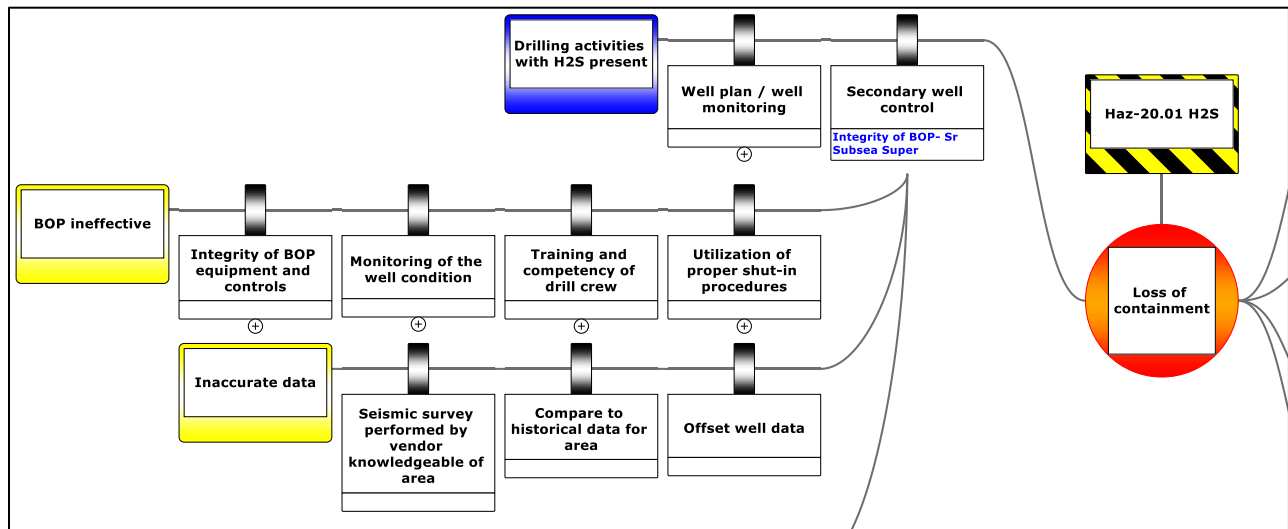 Drilling activities
with H2S present
Well plan / well
monitoring
Secondary well
control
Integrity of BOP- Sr
Subsea Super
Haz-20.01 H2S
BOP ineffective
Integrity of BOP
equipment and
controls
Monitoring of the
well condition
Training and
competency of
drill crew
Utilization of
proper shut-in
procedures
Loss of
containment
Inaccurate data
Seismic survey
performed by
vendor
knowledgeable of
area
Compare to
historical data for
area
Offset well data